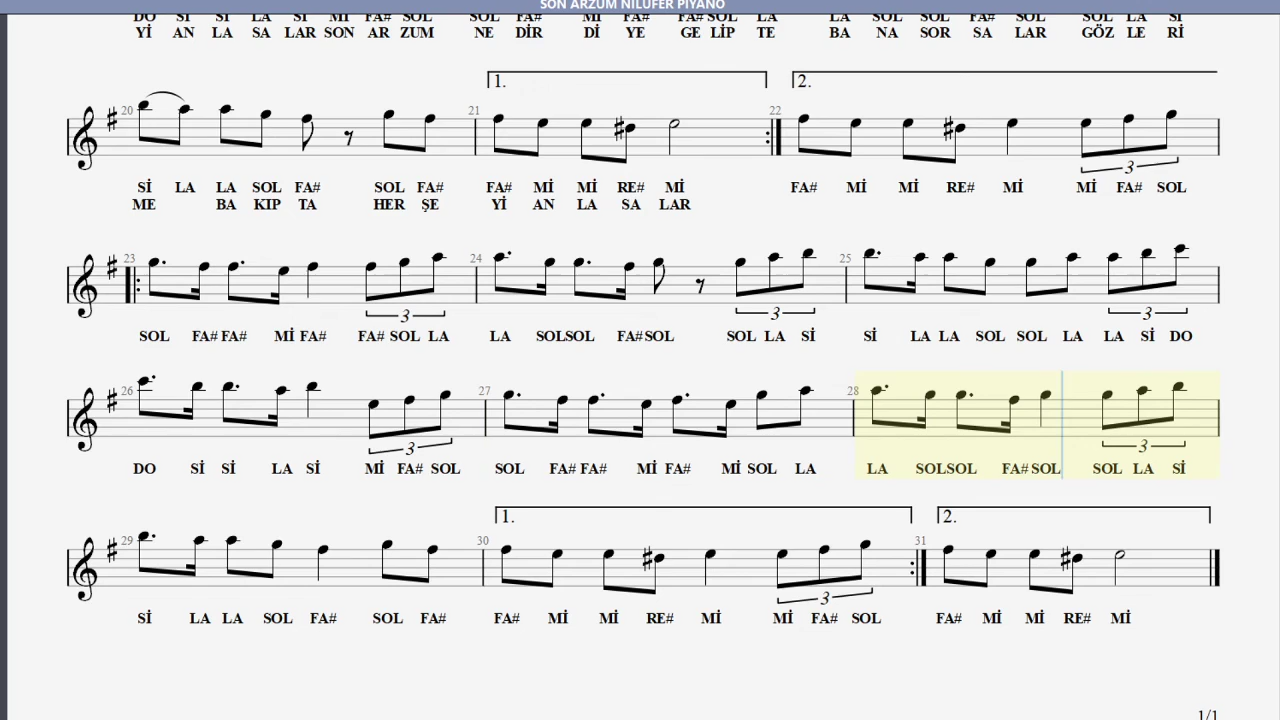 SON ARZUM NİLÜFER PİYANO
DO Sİ Sİ LA Sİ Mİ FA# SOL SOL FA# Mİ FA# FA# SOL LA LA SOL SOL FA# SOL SOL LA Sİ
Yİ AN LA SA LAR SON AR ZUM NE DİR Dİ YE GE LİP TE BA NA SOR SA LAR GÖZ LE Rİ
1. 2.
20 21 22
3
Sİ LA LA SOL FA# SOL FA# FA# Mİ Mİ RE# Mİ FA# Mİ Mİ RE# Mİ Mİ FA# SOL
ME BA KIP TA HER ŞE Yİ AN LA SA LAR
23 24 25
3 3 3
SOL FA# FA# Mİ FA# FA# SOL LA LA SOLSOL FA# SOL SOL LA Sİ Sİ LA LA SOL SOL LA LA Sİ DO
26 27 28
3 3
DO Sİ Sİ LA Sİ Mİ FA# SOL SOL FA# FA# Mİ FA# Mİ SOL LA LA SOLSOL FA# SOL SOL LA Sİ
1. 2.
29 30 31
3
Sİ LA LA SOL FA# SOL FA# FA# Mİ Mİ RE# Mİ Mİ FA# SOL FA# Mİ Mİ RE# Mİ
1/1